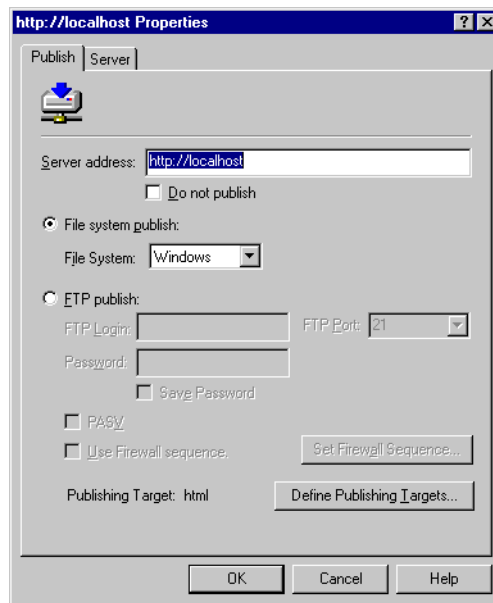 http://localhost Properties
Publish
Server
Server address: http://localhost
Do not publish
File system publish:
File System: Windows
FTP publish:
FTP Login:
FTP Port: 21
Password:
Save Password
PASV
Use Firewall sequence.
Set Firewall Sequence...
Publishing Target: html
Define Publishing Targets...
OK
Cancel
Help